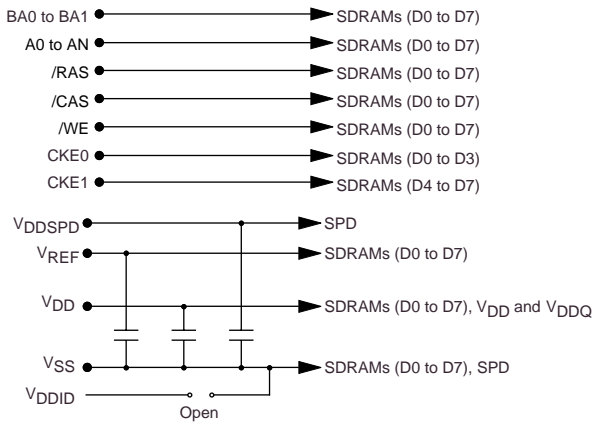 BA0 to BA1 SDRAMs (D0 to D7)
A0 to AN SDRAMs (D0 to D7)
/RAS SDRAMs (D0 to D7)
/CAS SDRAMs (D0 to D7)
/WE SDRAMs (D0 to D7)
CKE0 SDRAMs (D0 to D3)
CKE1 SDRAMs (D4 to D7)
VDDSPD SPD
VREF SDRAMs (D0 to D7)
VDD SDRAMs (D0 to D7), VDD and VDDQ
VSS SDRAMs (D0 to D7), SPD
VDDID
Open